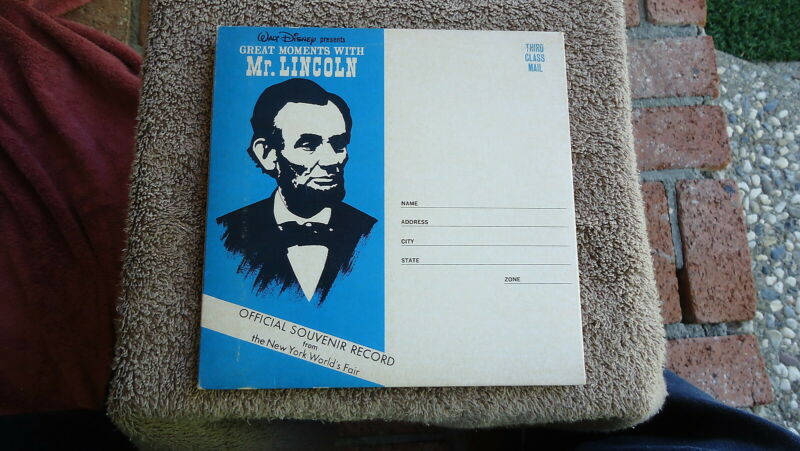 Walt Disney presents
GREAT MOMENTS WITH
Mr. LINCOLN
THIRD
CLASS
MAIL
NAME
ADDRESS
CITY
STATE
ZONE
OFFICIAL SOUVENIR RECORD
from
the New York World's Fair